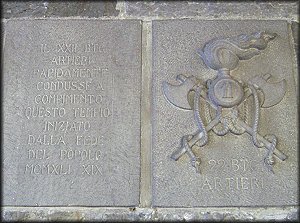 IL XXII BTG
ARTIERI
RAPIDAMENTE
CONDUSSE A
COMPIMENTO
QUESTO TEMPIO
INIZIATO
DALLA FEDE
DEL POPOLO
MCMXLI XIX
22 BTG
ARTIERI